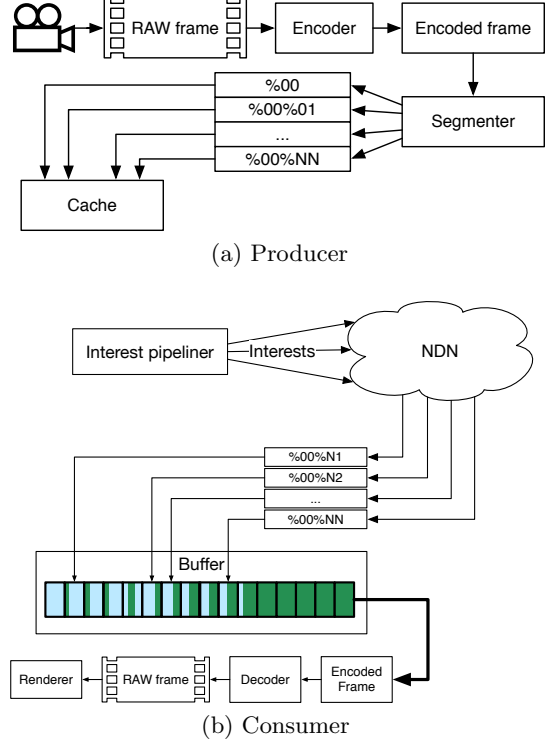 RAW frame
Encoder
Encoded frame
%00
%00%01
...
%00%NN
Segmenter
Cache
(a) Producer
Interest pipeliner
Interests
NDN
%00%N1
%00%N2
...
%00%NN
Buffer
Renderer
RAW frame
Decoder
Encoded
Frame
(b) Consumer